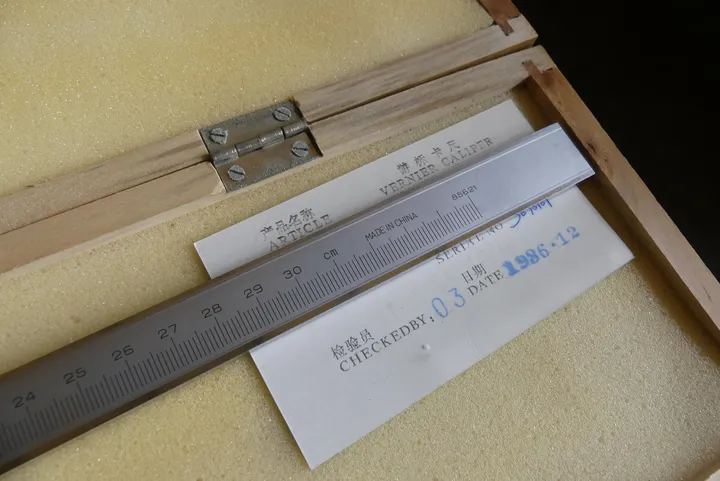 产品名称 游标卡尺
ARTICLE VERNIER CALIPER
24 25 26 27 28 29 30 cm MADE IN CHINA 85621
SERIAL NO
检验员 日期
CHECKEDBY: 03 DATE 1986.12